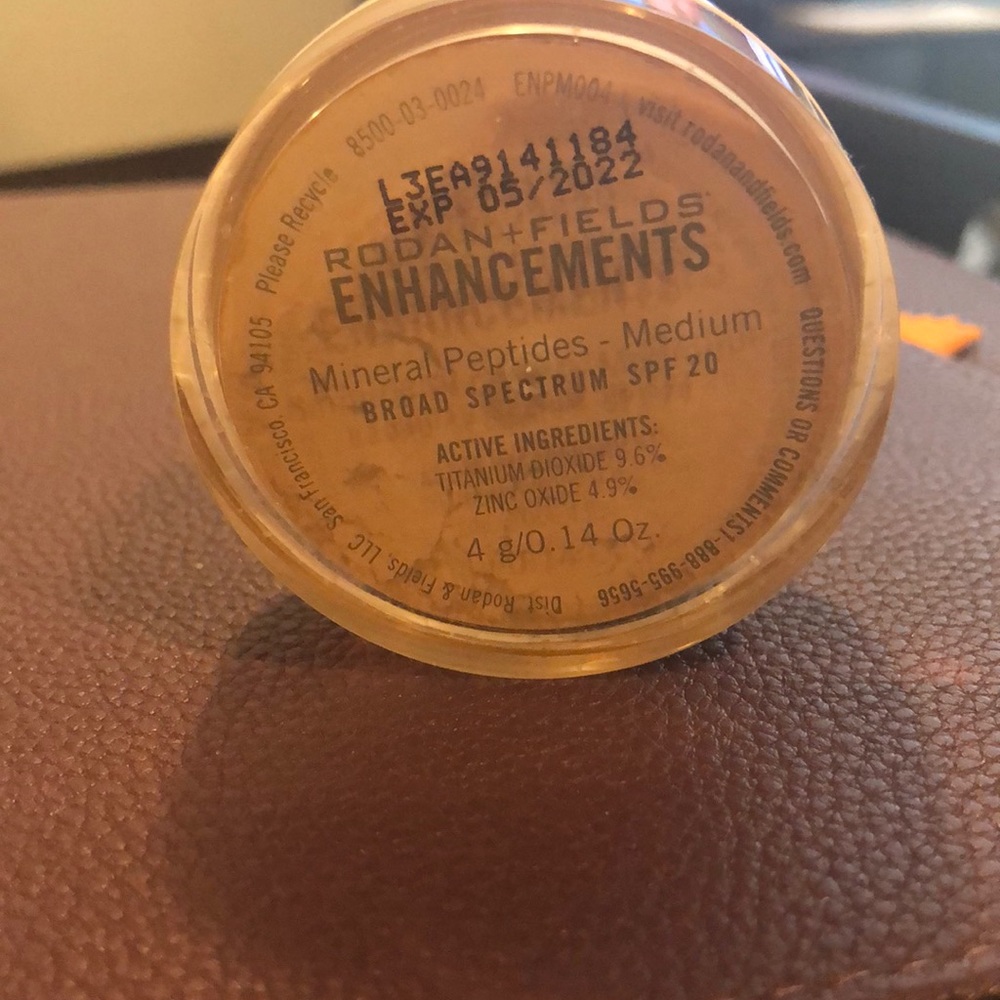 L3EA9141184
EXP 05/2022
RODAN+FIELDS
ENHANCEMENTS
Mineral Peptides - Medium
BROAD SPECTRUM SPF 20
ACTIVE INGREDIENTS:
TITANIUM DIOXIDE 9.6%
ZINC OXIDE 4.9%
4 g/0.14 Oz.
Dist. Rodan & Fields, LLC San Francisco, CA 94105 Please Recycle 8500-03-0024 ENPM004 visit rodanandfields.com QUESTIONS OR COMMENTS1-888-995-5656